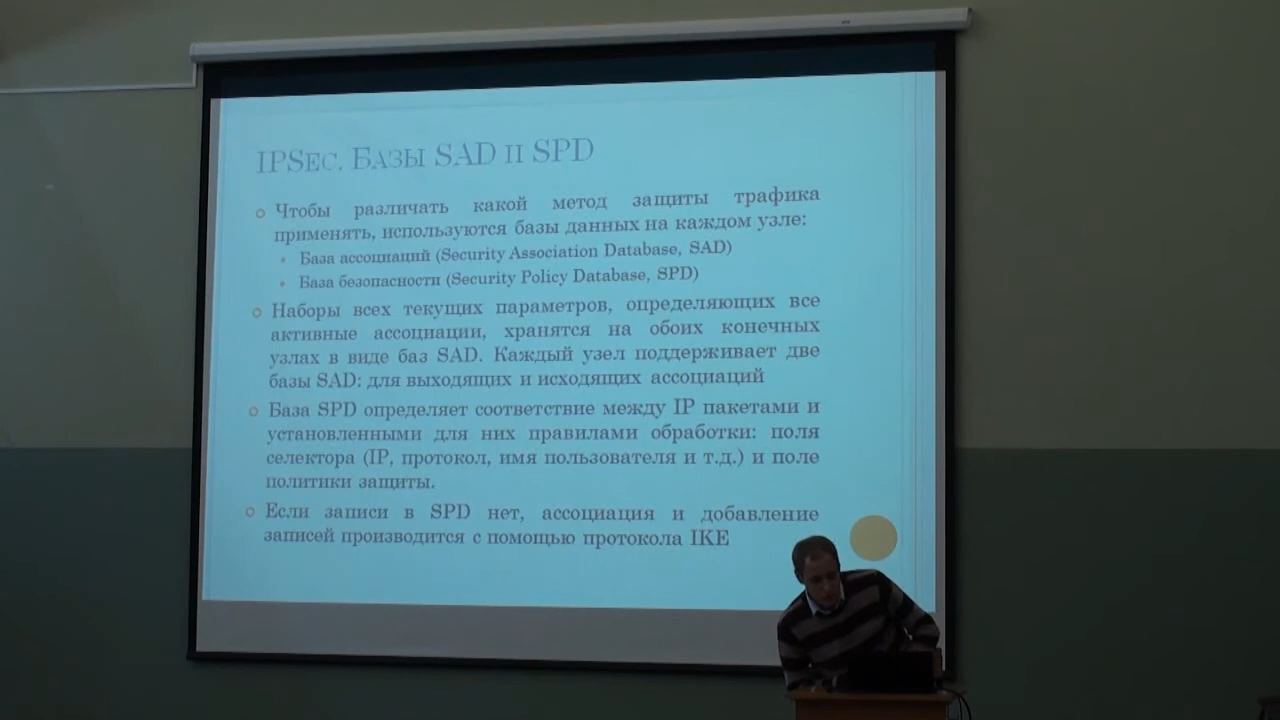 IPSec. Базы SAD и SPD
Чтобы различать какой метод защиты трафика
применять, используются базы данных на каждом узле:
База ассоциаций (Security Association Database, SAD)
База безопасности (Security Policy Database, SPD)
Наборы всех текущих параметров, определяющих все
активные ассоциации, хранятся на обоих конечных
узлах в виде баз SAD. Каждый узел поддерживает две
базы SAD: для выходящих и исходящих ассоциаций
База SPD определяет соответствие между IP пакетами и
установленными для них правилами обработки: поля
селектора (IP, протокол, имя пользователя и т.д.) и поле
политики защиты.
Если записи в SPD нет, ассоциация и добавление
записей производится с помощью протокола IKE